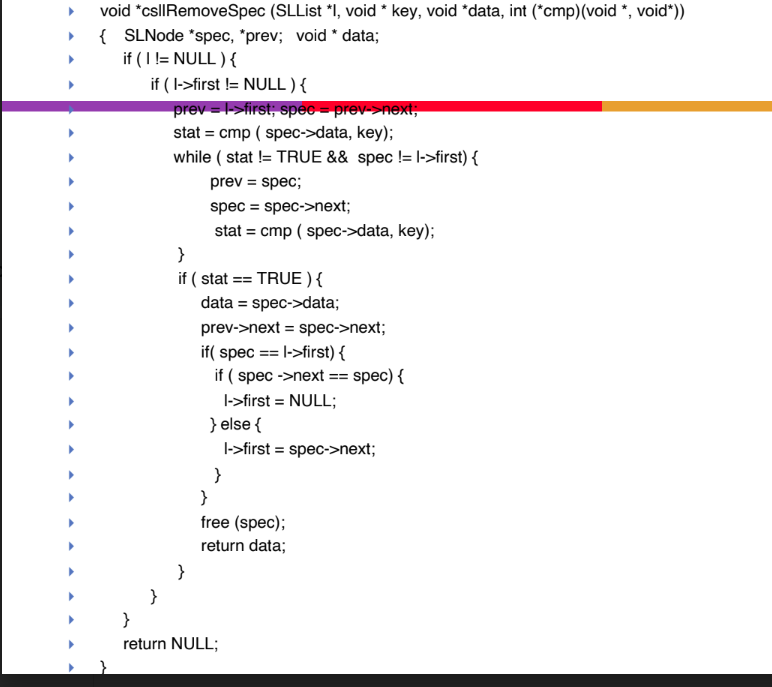 void *csllRemoveSpec (SLList *l, void * key, void *data, int (*cmp)(void *, void*))
{ SLNode *spec, *prev; void * data;
if ( l != NULL ) {
if ( l->first != NULL ) {
prev = l->first; spec = prev->next;
stat = cmp ( spec->data, key);
while ( stat != TRUE && spec != l->first) {
prev = spec;
spec = spec->next;
stat = cmp ( spec->data, key);
}
if ( stat == TRUE ) {
data = spec->data;
prev->next = spec->next;
if( spec == l->first) {
if ( spec ->next == spec) {
l->first = NULL;
} else {
l->first = spec->next;
}
}
free (spec);
return data;
}
}
}
return NULL;
}